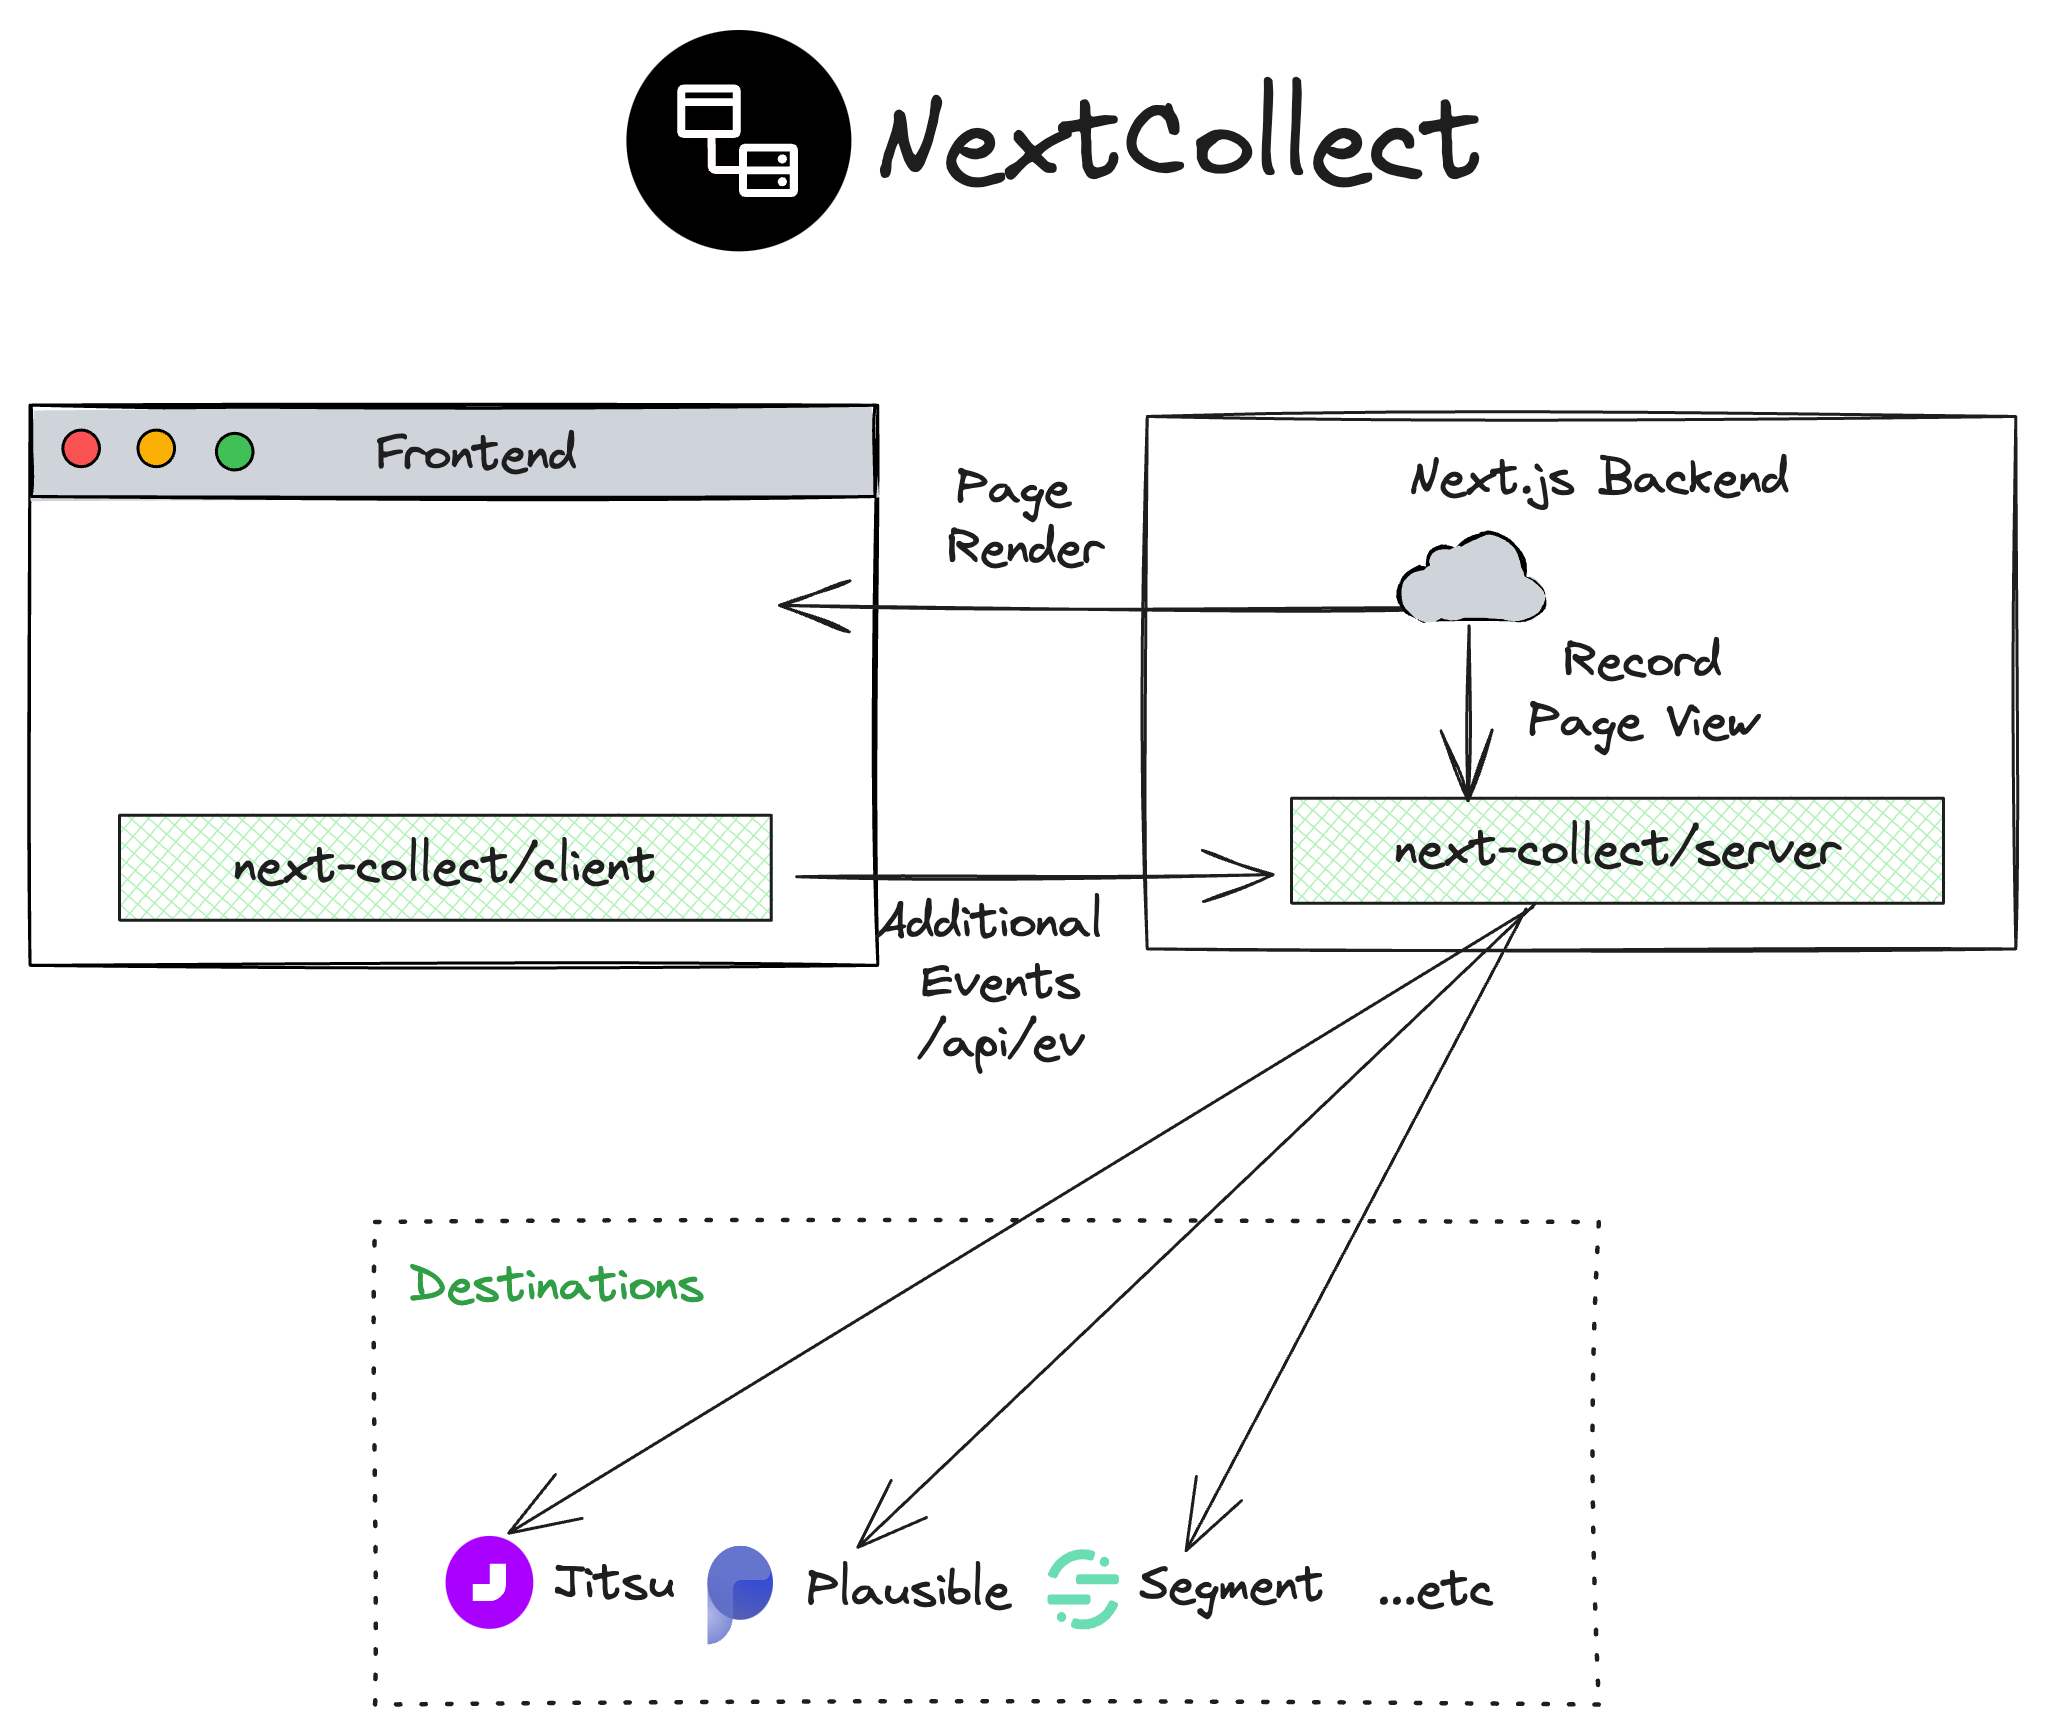 NextCollect
Frontend
Page
Render
Next.js Backend
Record
Page View
next-collect/client
next-collect/server
Additional
Events
/api/ev
Destinations
Jitsu
Plausible
Segment
...etc